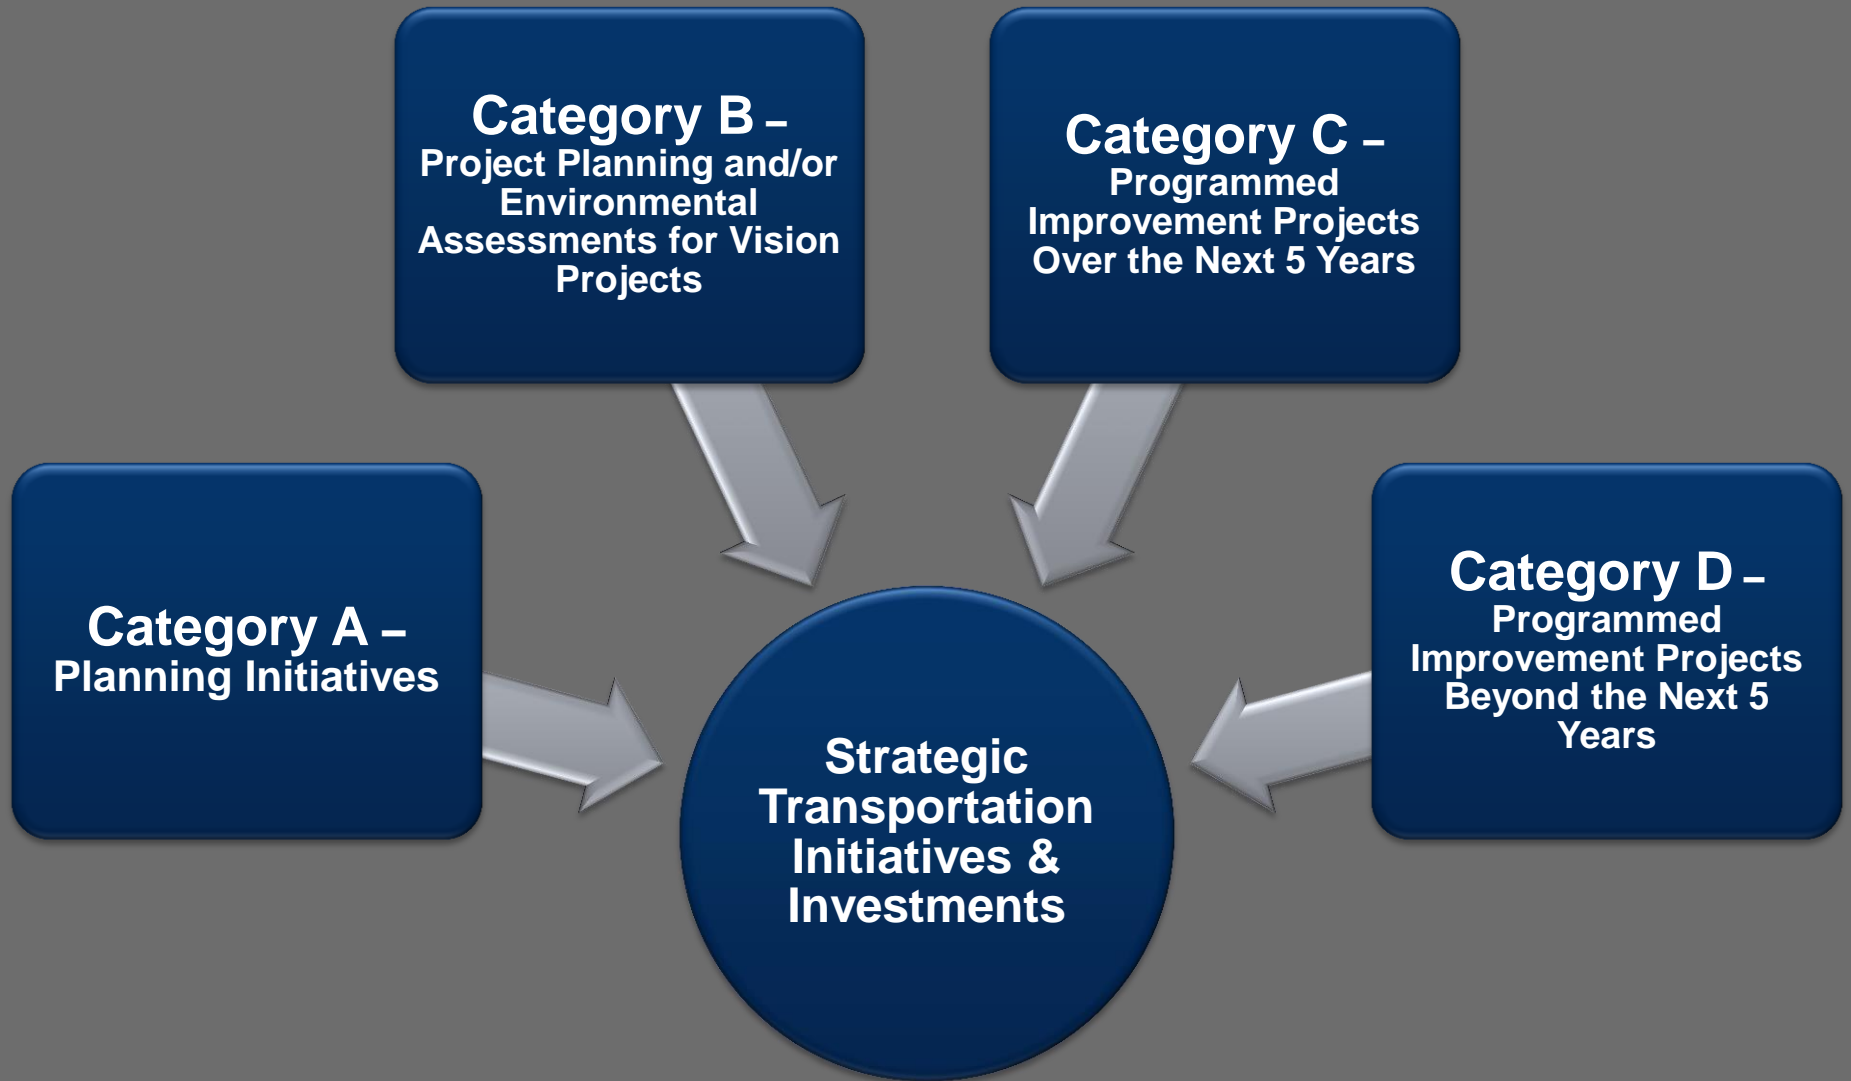 Category B –
Project Planning and/or
Environmental
Assessments for Vision
Projects
Category C –
Programmed
Improvement Projects
Over the Next 5 Years
Category A –
Planning Initiatives
Category D –
Programmed
Improvement Projects
Beyond the Next 5
Years
Strategic
Transportation
Initiatives &
Investments